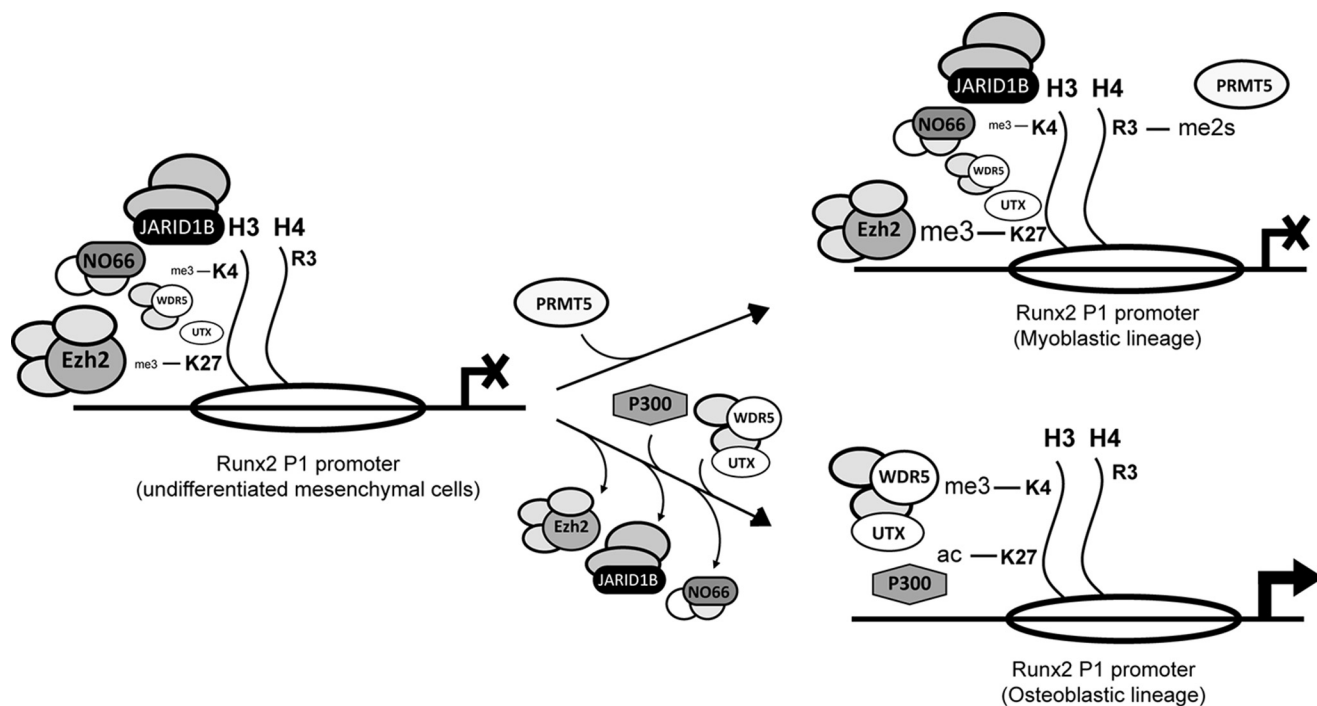 JARID1B
H3 H4
NO66
me3 K4
R3
WDR5
UTX
Ezh2
me3 K27
Runx2 P1 promoter
(undifferentiated mesenchymal cells)
PRMT5
P300
WDR5
UTX
Ezh2
JARID1B
NO66
JARID1B
H3 H4
PRMT5
NO66
me3 K4
R3 me2s
WDR5
UTX
Ezh2
me3 K27
Runx2 P1 promoter
(Myoblastic lineage)
H3 H4
WDR5
me3 K4
R3
UTX
ac K27
P300
Runx2 P1 promoter
(Osteoblastic lineage)